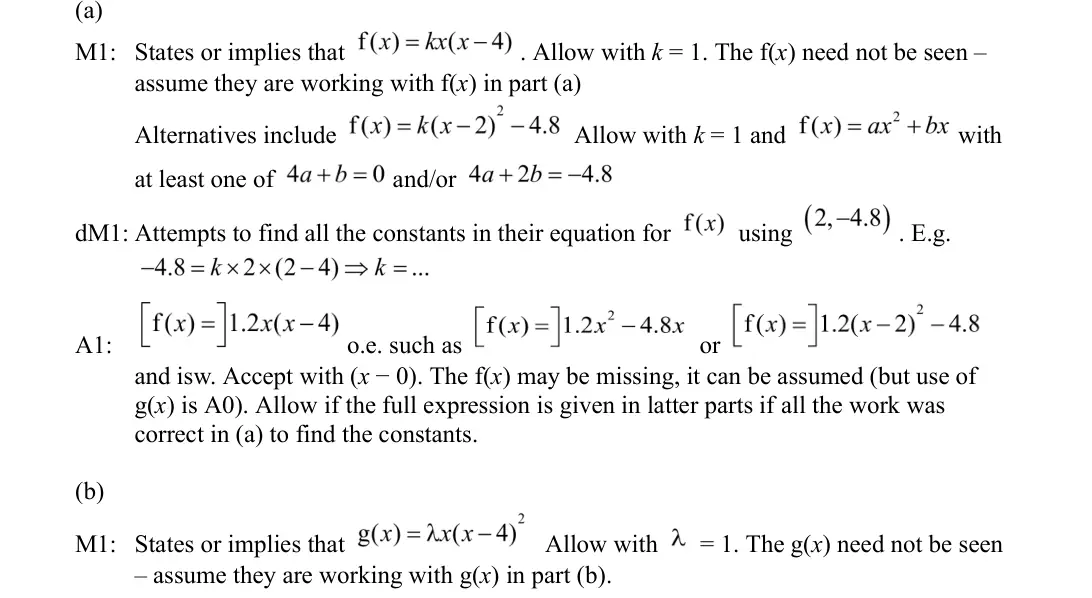 (a)
M1: States or implies that f(x) = kx(x − 4) . Allow with k = 1. The f(x) need not be seen –
assume they are working with f(x) in part (a)
Alternatives include f(x) = k(x − 2)² − 4.8 Allow with k = 1 and f(x) = ax² + bx with
at least one of 4a + b = 0 and/or 4a + 2b = −4.8
dM1: Attempts to find all the constants in their equation for f(x) using (2, −4.8) . E.g.
−4.8 = k × 2 × (2 − 4) ⇒ k = ...
A1: [f(x) =]1.2x(x − 4) o.e. such as [f(x) =]1.2x² − 4.8x or [f(x) =]1.2(x − 2)² − 4.8
and isw. Accept with (x − 0). The f(x) may be missing, it can be assumed (but use of
g(x) is A0). Allow if the full expression is given in latter parts if all the work was
correct in (a) to find the constants.
(b)
M1: States or implies that g(x) = λx(x − 4)² Allow with λ = 1. The g(x) need not be seen
– assume they are working with g(x) in part (b).